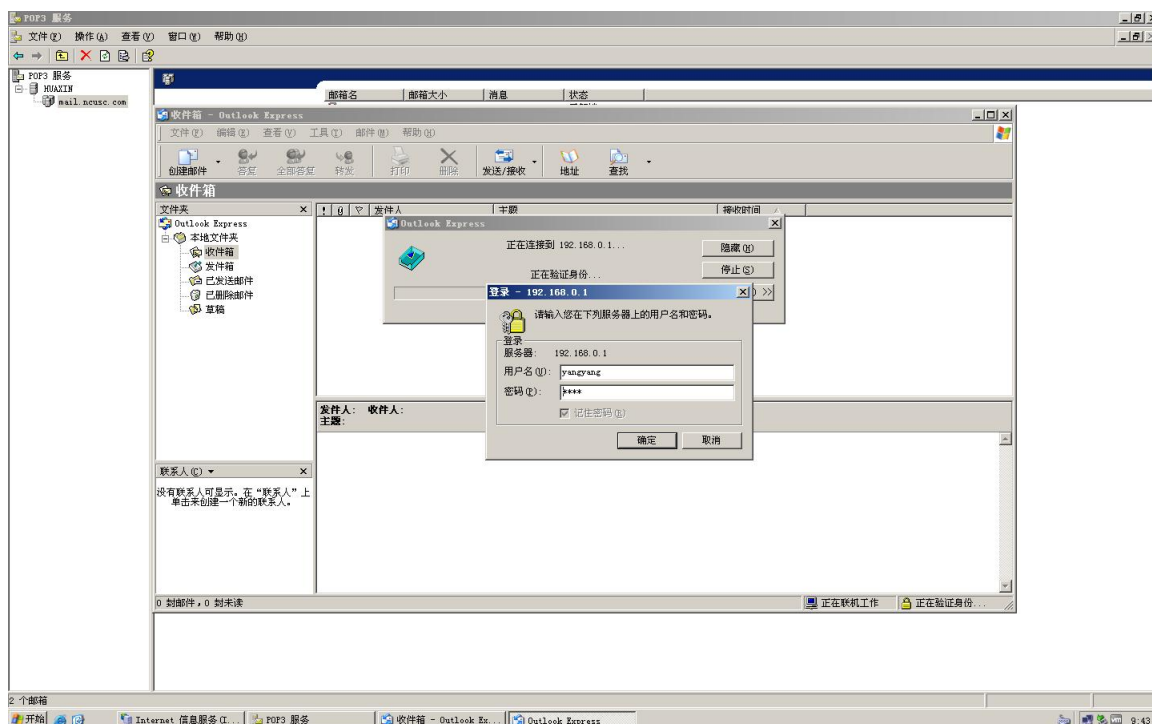 POP3 服务
文件(F) 操作(A) 查看(V) 窗口(W) 帮助(H)
POP3 服务
HUAXIN
mail.ncusc.com
邮箱名 邮箱大小 消息 状态
收件箱 - Outlook Express
文件(F) 编辑(E) 查看(V) 工具(T) 邮件(M) 帮助(H)
创建邮件 答复 全部答复 转发 打印 删除 发送/接收 地址 查找
收件箱
文件夹
! 发件人 主题 接收时间
Outlook Express
本地文件夹
收件箱
发件箱
已发送邮件
已删除邮件
草稿
Outlook Express
正在连接到 192.168.0.1...
隐藏(H)
正在验证身份...
停止(S)
>>
登录 - 192.168.0.1
请输入您在下列服务器上的用户名和密码。
登录
服务器: 192.168.0.1
用户名(U): yangyang
密码(P): ****
记住密码(R)
确定 取消
发件人: 收件人:
主题:
联系人(C)
没有联系人可显示。在“联系人”上
单击来创建一个新的联系人。
0 封邮件，0 封未读
正在联机工作 正在验证身份...
2 个邮箱
开始 Internet 信息服务(I... POP3 服务 收件箱 - Outlook Ex... Outlook Express 9:43